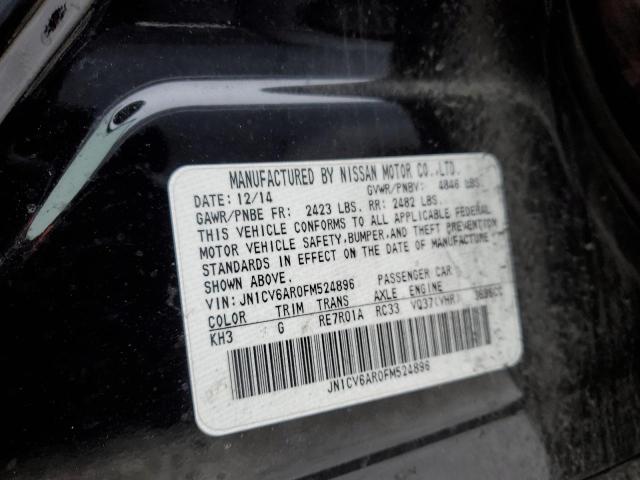 MANUFACTURED BY NISSAN MOTOR CO.,LTD.
DATE: 12/14 GVWR/PNBV: 4846 LBS.
GAWR/PNBE FR: 2423 LBS. RR: 2482 LBS.
THIS VEHICLE CONFORMS TO ALL APPLICABLE FEDERAL
MOTOR VEHICLE SAFETY,BUMPER,AND THEFT PREVENTION
STANDARDS IN EFFECT ON THE DATE OF MANUFACTURE
SHOWN ABOVE.
VIN: JN1CV6AR0FM524896 PASSENGER CAR
COLOR TRIM TRANS AXLE ENGINE
KH3 G RE7R01A RC33 VQ37(VHR) 3696CC
JN1CV6AR0FM524896